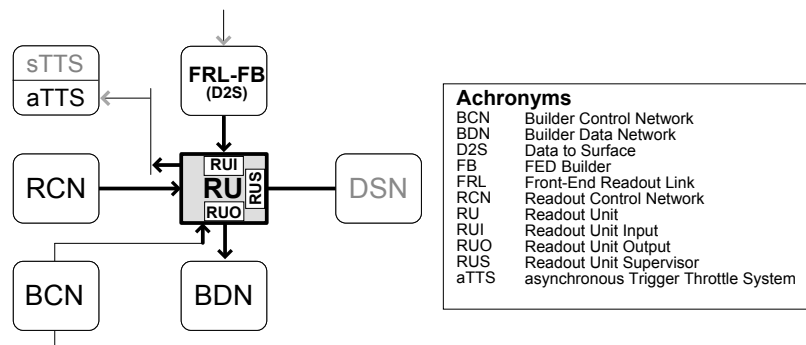 sTTS
aTTS
FRL-FB
(D2S)
RCN
RUI
RU
RUS
RUO
DSN
BCN
BDN
Achronyms
BCN Builder Control Network
BDN Builder Data Network
D2S Data to Surface
FB FED Builder
FRL Front-End Readout Link
RCN Readout Control Network
RU Readout Unit
RUI Readout Unit Input
RUO Readout Unit Output
RUS Readout Unit Supervisor
aTTS asynchronous Trigger Throttle System